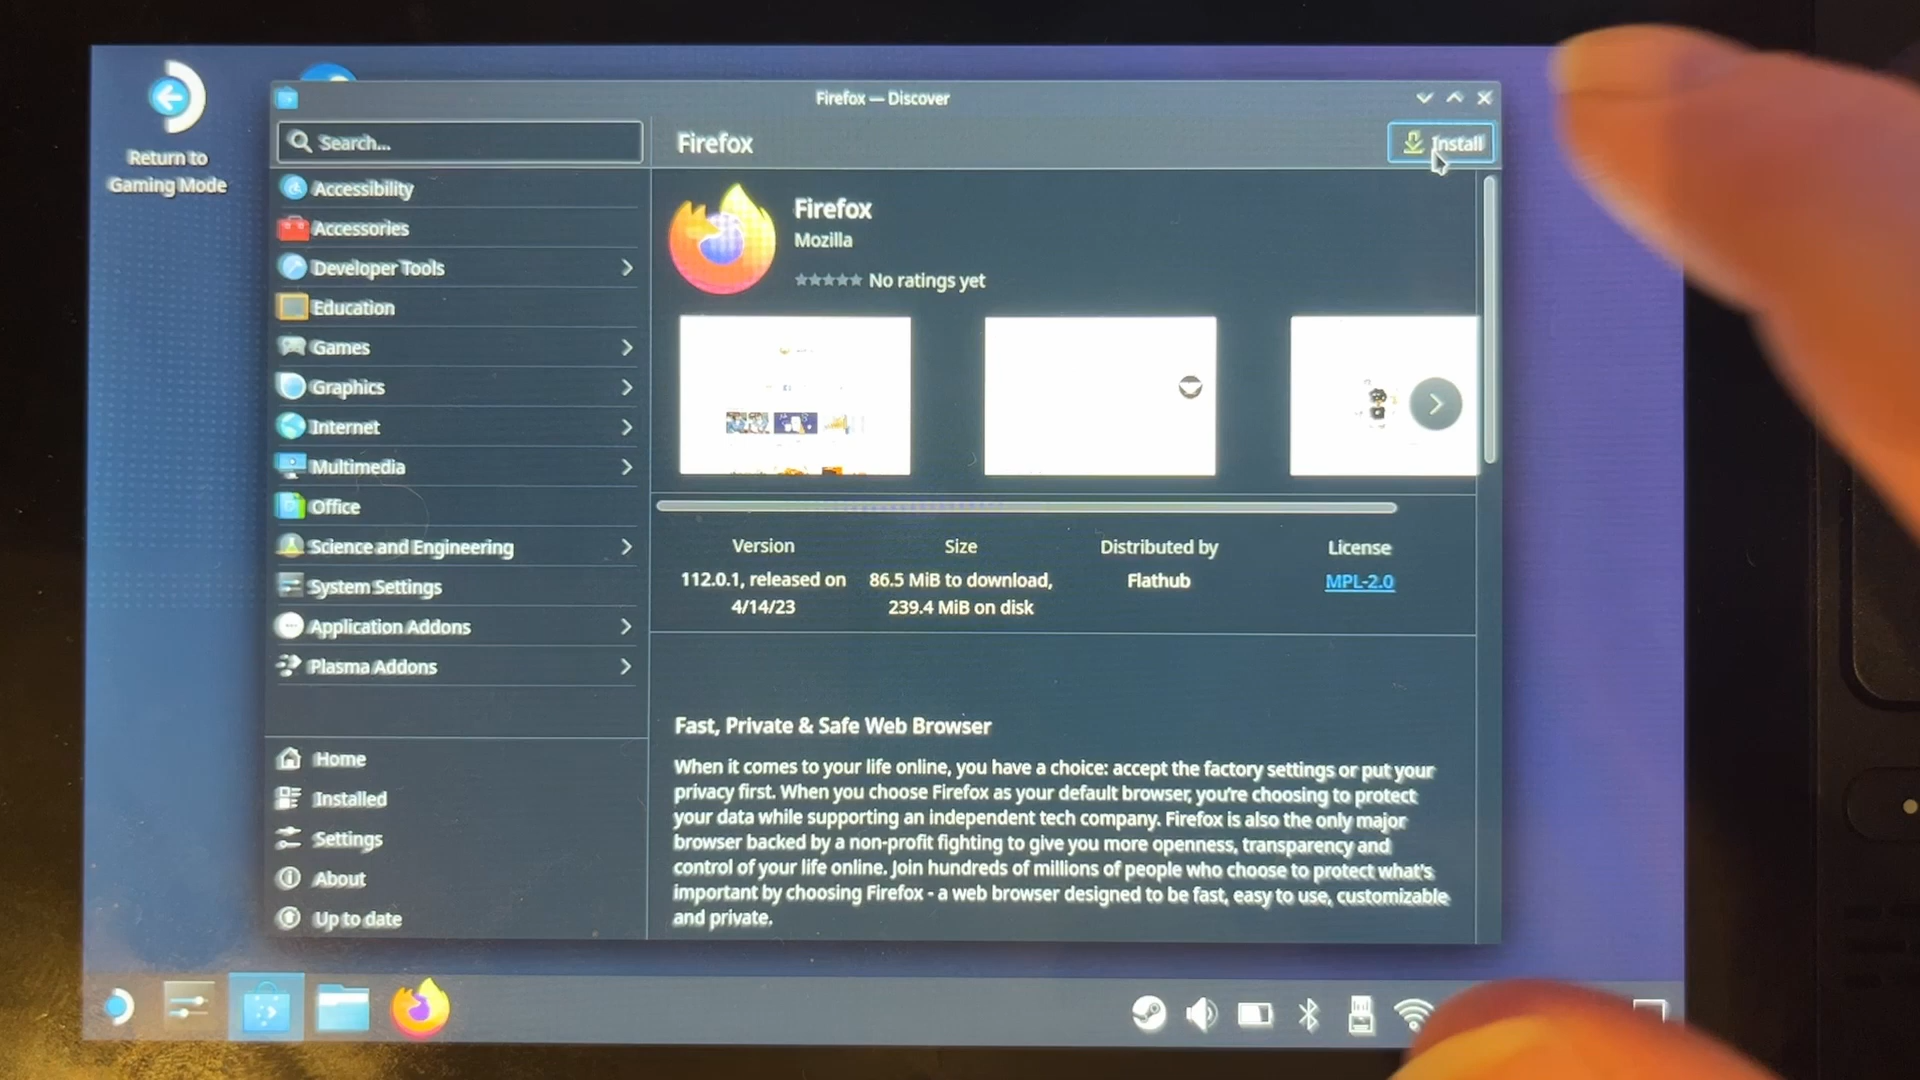 Return to
Gaming Mode
Firefox — Discover
Search...
Firefox
Install
Accessibility
Accessories
Developer Tools
Education
Games
Graphics
Internet
Multimedia
Office
Science and Engineering
System Settings
Application Addons
Plasma Addons
Home
Installed
Settings
About
Up to date
Firefox
Mozilla
No ratings yet
Version
Size
Distributed by
License
112.0.1, released on
4/14/23
86.5 MiB to download,
239.4 MiB on disk
Flathub
MPL-2.0
Fast, Private & Safe Web Browser
When it comes to your life online, you have a choice: accept the factory settings or put your
privacy first. When you choose Firefox as your default browser, you're choosing to protect
your data while supporting an independent tech company. Firefox is also the only major
browser backed by a non-profit fighting to give you more openness, transparency and
control of your life online. Join hundreds of millions of people who choose to protect what's
important by choosing Firefox - a web browser designed to be fast, easy to use, customizable
and private.